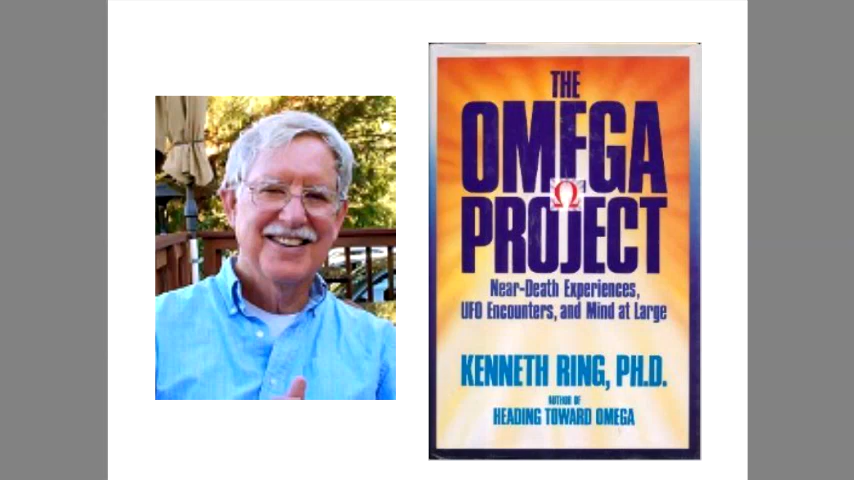 THE
OMEGA
Ω
PROJECT
Near-Death Experiences,
UFO Encounters, and Mind at Large
KENNETH RING, PH.D.
AUTHOR OF
HEADING TOWARD OMEGA